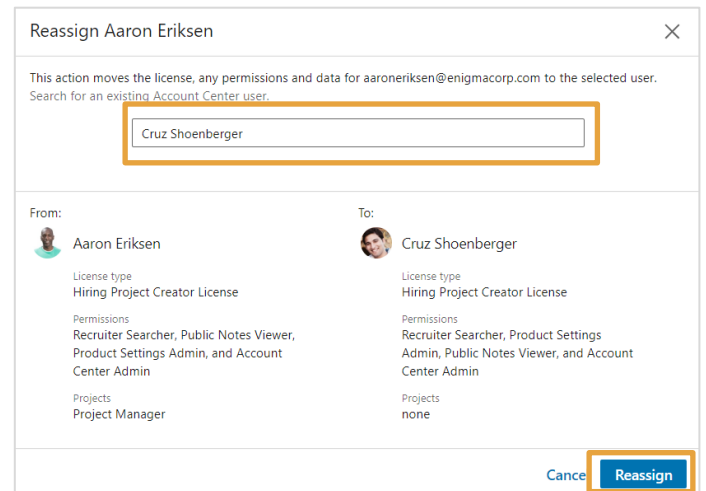 Reassign Aaron Eriksen
This action moves the license, any permissions and data for aaroneriksen@enigmacorp.com to the selected user.
Search for an existing Account Center user.
Cruz Shoenberger
From:
Aaron Eriksen
License type
Hiring Project Creator License
Permissions
Recruiter Searcher, Public Notes Viewer,
Product Settings Admin, and Account
Center Admin
Projects
Project Manager
To:
Cruz Shoenberger
License type
Hiring Project Creator License
Permissions
Recruiter Searcher, Product Settings
Admin, Public Notes Viewer, and Account
Center Admin
Projects
none
Cance
Reassign